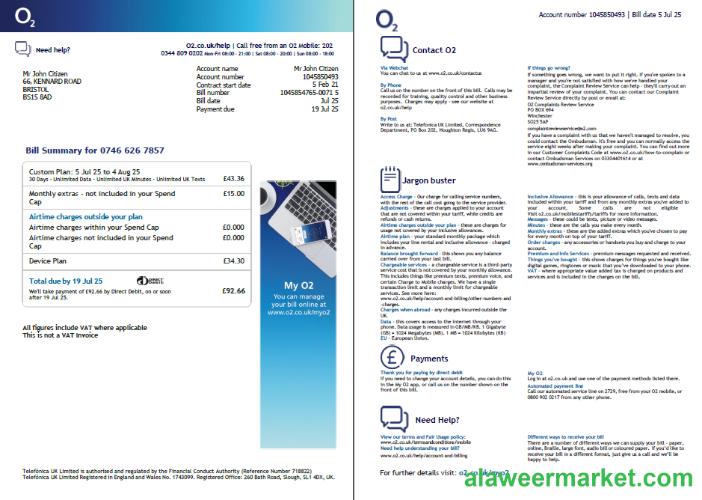 O2
Need help?
O2.co.uk/help | Call free from an O2 Mobile: 202
0344 809 0202 Mon-Fri 08:00 - 21:00 | Sat 08:00 - 20:00 | Sun 08:00 - 18:00
Mr John Citizen
66, KENNARD ROAD
BRISTOL
BS15 8AD
Account name Mr John Citizen
Account number 1045850493
Contract start date 5 Feb 21
Bill number 1045854765-0071 5
Bill date Jul 25
Payment due 19 Jul 25
Bill Summary for 0746 626 7857
Custom Plan: 5 Jul 25 to 4 Aug 25
30 Days - Unlimited Data - Unlimited UK Minutes - Unlimited UK Texts £43.36
Monthly extras - not included in your Spend £15.00
Cap
Airtime charges outside your plan
Airtime charges within your Spend Cap £0.000
Airtime charges not included in your Spend £0.000
Cap
Device Plan £34.30
Total due by 19 Jul 25
We'll take payment of £92.66 by Direct Debit, on or soon £92.66
after 19 Jul 25.
My O2
You can manage
your bill online at
www.o2.co.uk/myo2
All figures include VAT where applicable
This is not a VAT Invoice
Telefónica UK Limited is authorised and regulated by the Financial Conduct Authority (Reference Number 718822)
Telefónica UK Limited Registered in England and Wales No. 1743099. Registered Office: 260 Bath Road, Slough, SL1 4DX, UK.
O2
Account number 1045850493 | Bill date 5 Jul 25
Contact O2
Via Webchat
You can chat to us at www.o2.co.uk/contactus
By Phone
Call us on the number on the front of this bill. Calls may be
recorded for training, quality control and other business
purposes. Charges may apply - see our website at
o2.co.uk/help
By Post
Write to us at: Telefonica UK Limited, Correspondence
Department, PO Box 202, Houghton Regis, LU6 9AG.
If things go wrong?
If something goes wrong, we want to put it right. If you've spoken to a
manager and you're not satisfied with how we've handled your
complaint, the Complaint Review Service can help - they'll carry out an
impartial review of your complaint. You can contact our Complaint
Review Service directly by post or email at:
O2 Complaints Review Service
PO BOX 694
Winchester
SO23 5AP
complaintreviewservice@o2.com
If you have a complaint with us that we haven't managed to resolve, you
could contact the Ombudsman. It's free and you can normally access the
service eight weeks after making your complaint. You can find out more
in our Customer Complaints Code at www.o2.co.uk/how-to-complain or
contact Ombudsman Services on 03304401614 or at
www.ombudsman-services.org
Jargon buster
Access Charge - Our charge for calling service numbers,
with the rest of the call cost going to the service provider.
Adjustments - these are charges applied to your account
that are not covered within your tariff, while credits are
refunds or cash returns.
Airtime charges outside your plan - these are charges for
usage not covered by your inclusive allowance.
Airtime plan - your standard monthly package which
includes your line rental and inclusive allowance - charged
in advance.
Balance brought forward - this shows you any balance
carried over from your last bill.
Chargeable services - a chargeable service is a third-party
service cost that is not covered by your monthly allowance.
This includes things like premium texts, premium voice, and
certain Charge to Mobile charges. We have a single
transaction limit and a monthly limit for chargeable
services. See more here:
www.o2.co.uk/help/account-and-billing/other-numbers and
-charges.
Charges when abroad - any charges incurred outside the
UK.
Data - this covers access to the internet through your
phone. Data usage is measured in GB/MB/KB. 1 Gigabyte
(GB) = 1024 Megabytes (MB). 1 MB = 1024 Kilobytes (KB)
EU - European Union.
Inclusive Allowance - this is your allowance of calls, texts and data
included within your tariff and from any monthly extras you've added to
your account. Some calls are not eligible
Visit o2.co.uk/mobilestariffs/tariffs for more information.
Messages - these could be texts, picture or video messages.
Minutes - these are the calls you make every month.
Monthly extras - these are the added extras which you've chosen to pay
for every month on top of your tariff.
Order charges - any accessories or handsets you buy and charge to your
account.
Premium and Info Services - premium messages requested and received.
Things you've bought - this shows charges for things you've bought like
digital games, ringtones or music that you've downloaded to your phone.
VAT - where appropriate value added tax is charged on products and
services and is included in the charges on the bill.
Payments
Thank you for paying by direct debit
If you need to change your account details, you can do this
in the My O2 app, or call us on the number shown on the
front of this bill.
My O2
Log in at o2.co.uk and use one of the payment methods listed there.
Automated payment line
Call our automated service line on 2729, free from your O2 mobile, or
0800 902 0217 from any other phone.
Need Help?
View our terms and Fair Usage policy:
www.o2.co.uk/termsandconditions/mobile
Need help understanding your bill?
www.o2.co.uk/help/account-and-billing
Different ways to receive your bill
There are a number of different ways we can supply your bill - paper,
online, Braille, large font, audio bill or coloured paper. If you'd like to
receive your bill in a different format, just give us a call and we'll be
happy to help.
For further details visit: o2.co.uk/myo2
alaweermarket.com